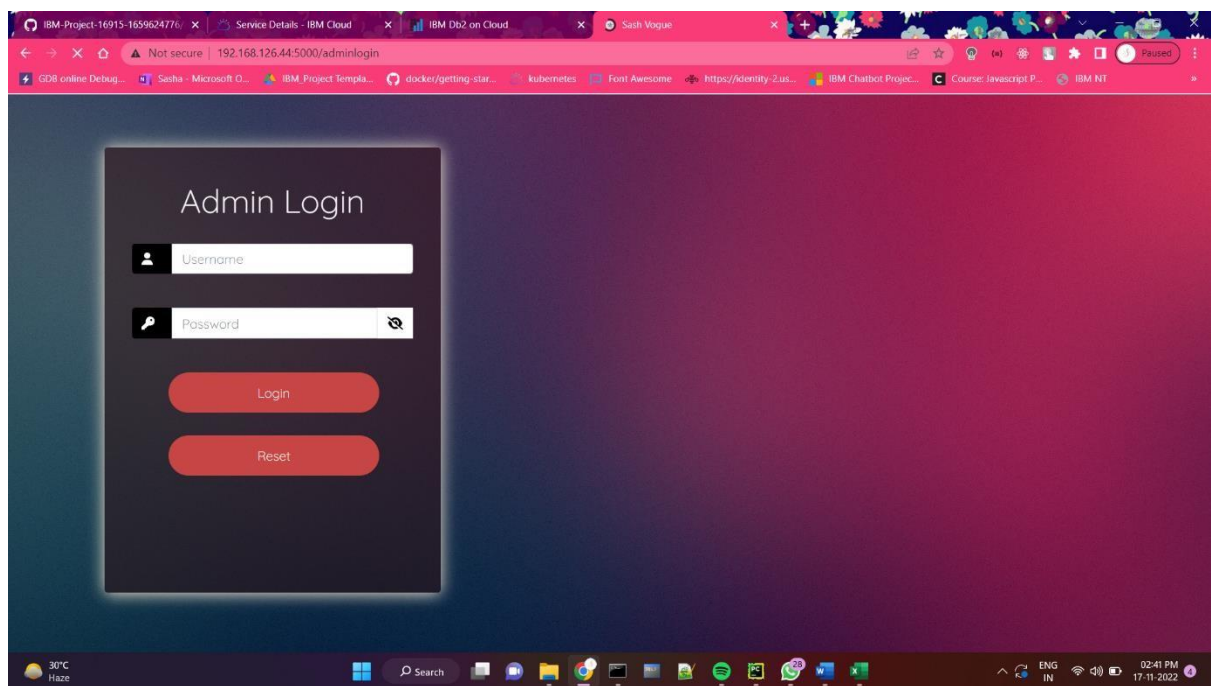 IBM-Project-16915-1659624776/
Service Details - IBM Cloud
IBM Db2 on Cloud
Sash Vogue
Not secure | 192.168.126.44:5000/adminlogin
Paused
GDB online Debug...
Sasha - Microsoft O...
IBM_Project Templa...
docker/getting-star...
kubernetes
Font Awesome
https://identity-2.us...
IBM Chatbot Projec...
Course: Javascript P...
IBM NT
Admin Login
Username
Password
Login
Reset
30°C
Haze
Search
28
ENG
IN
02:41 PM
17-11-2022
4